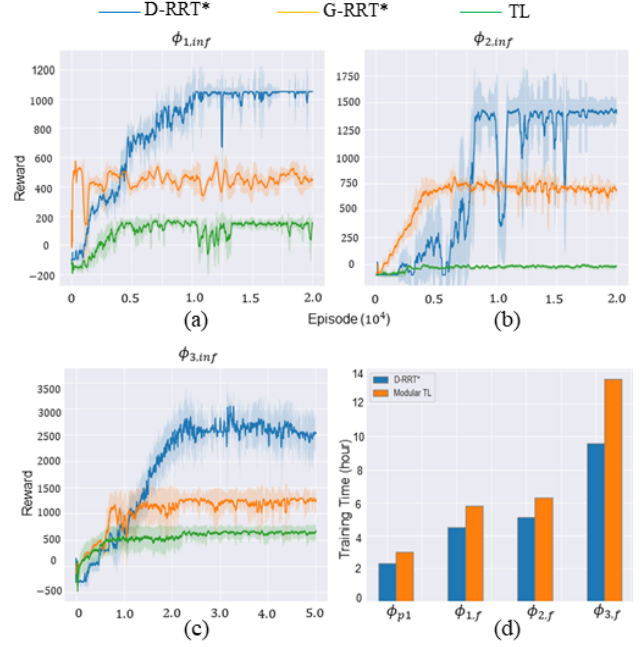 D-RRT* G-RRT* TL
ϕ1,inf ϕ2,inf
1200
1000
800
600
400
200
0
−200
Reward
0 0.5 1.0 1.5 2.0
1750
1500
1250
1000
750
500
250
0
0 0.5 1.0 1.5 2.0
(a) Episode (10⁴) (b)
ϕ3,inf
3500
3000
2500
2000
1500
1000
500
0
−500
Reward
0 1.0 2.0 3.0 4.0 5.0
(c)
14
12
10
8
6
4
2
0
Training Time (hour)
D-RRT*
Modular TL
ϕp1 ϕ1,f ϕ2,f ϕ3,f
(d)